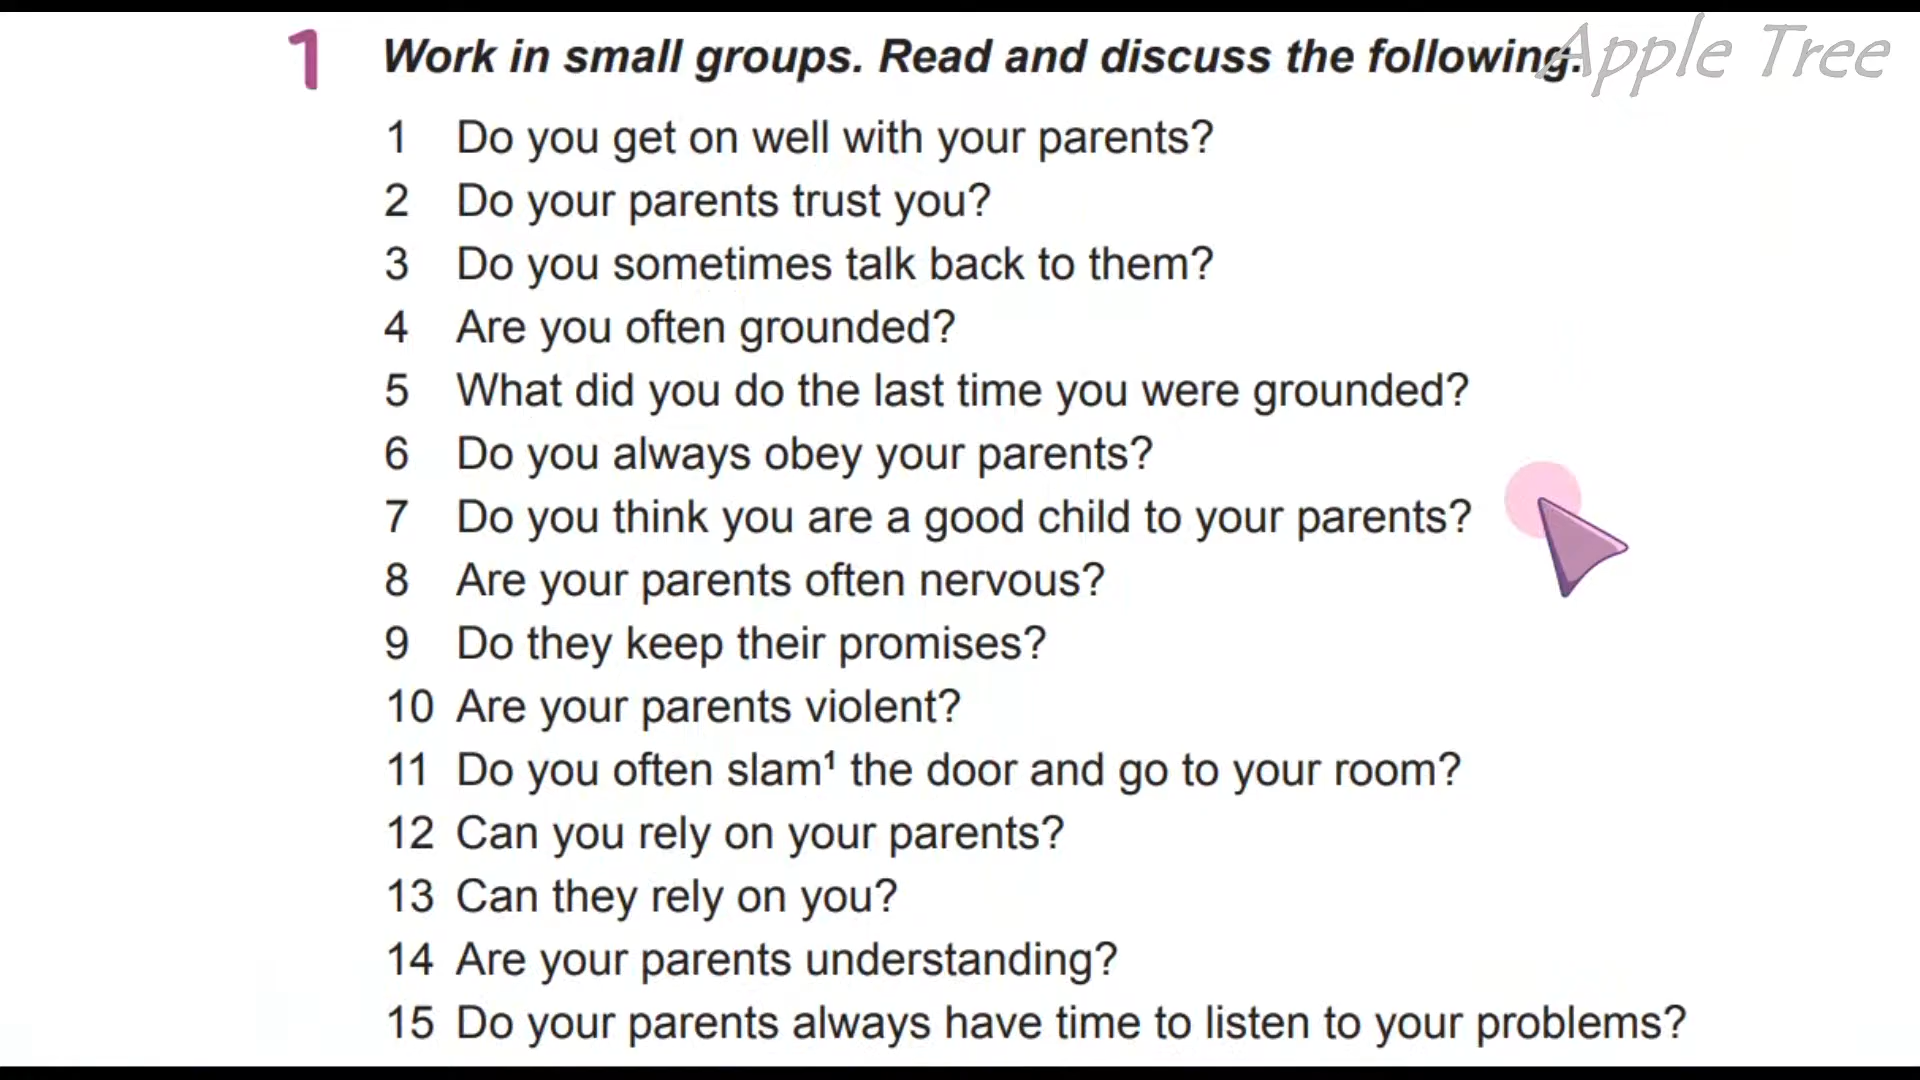 Apple Tree
1 Work in small groups. Read and discuss the following.
1 Do you get on well with your parents?
2 Do your parents trust you?
3 Do you sometimes talk back to them?
4 Are you often grounded?
5 What did you do the last time you were grounded?
6 Do you always obey your parents?
7 Do you think you are a good child to your parents?
8 Are your parents often nervous?
9 Do they keep their promises?
10 Are your parents violent?
11 Do you often slam¹ the door and go to your room?
12 Can you rely on your parents?
13 Can they rely on you?
14 Are your parents understanding?
15 Do your parents always have time to listen to your problems?